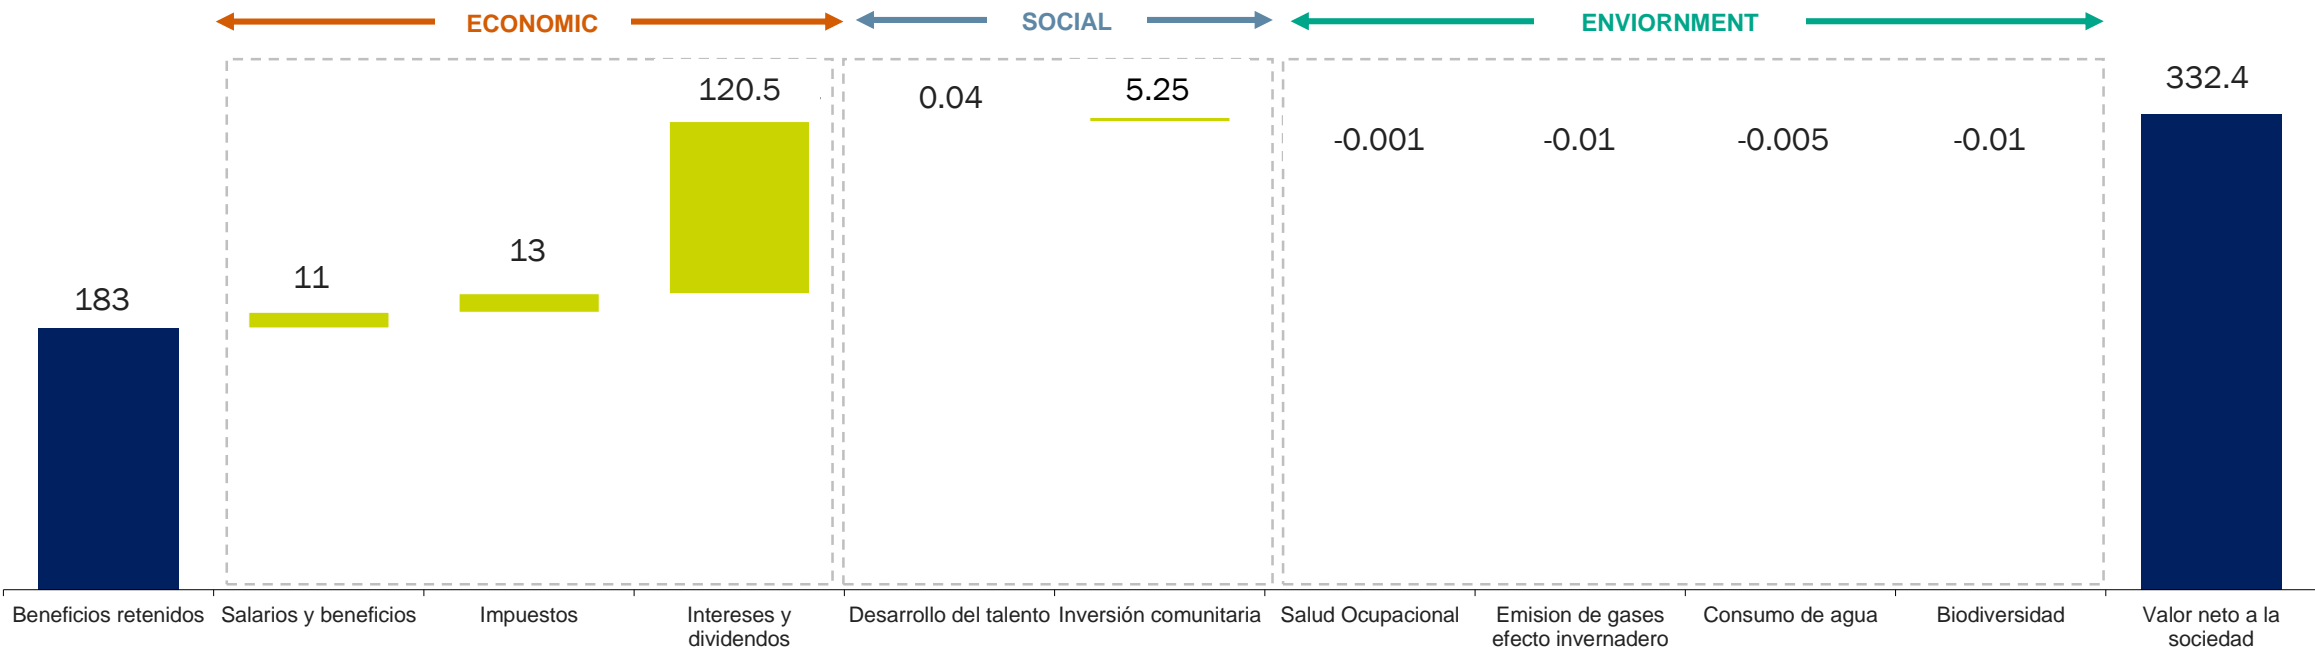 ECONOMIC
SOCIAL
ENVIORNMENT
120.5
0.04
5.25
332.4
-0.001
-0.01
-0.005
-0.01
13
11
183
Beneficios retenidos
Salarios y beneficios
Impuestos
Intereses y
dividendos
Desarrollo del talento
Inversión comunitaria
Salud Ocupacional
Emision de gases
efecto invernadero
Consumo de agua
Biodiversidad
Valor neto a la
sociedad